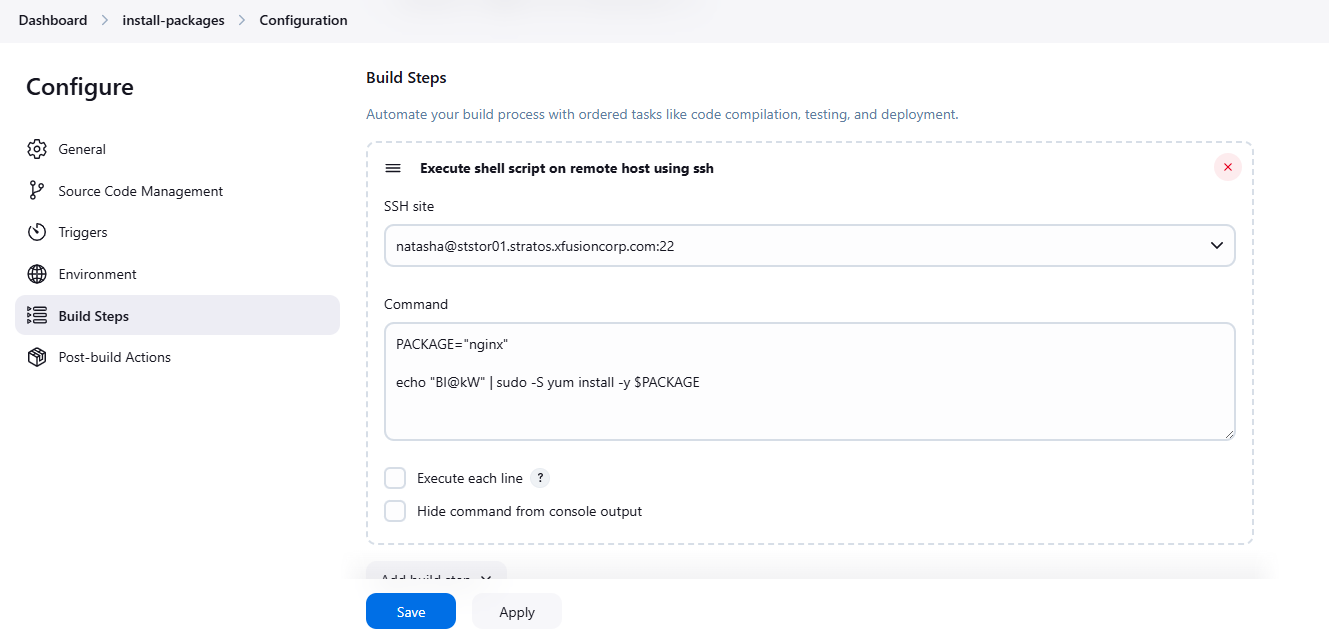 Dashboard > install-packages > Configuration
Configure
General
Source Code Management
Triggers
Environment
Build Steps
Post-build Actions
Build Steps
Automate your build process with ordered tasks like code compilation, testing, and deployment.
Execute shell script on remote host using ssh
SSH site
natasha@ststor01.stratos.xfusioncorp.com:22
Command
PACKAGE="nginx"
echo "Bl@kW" | sudo -S yum install -y $PACKAGE
Execute each line ?
Hide command from console output
Add build step
Save
Apply